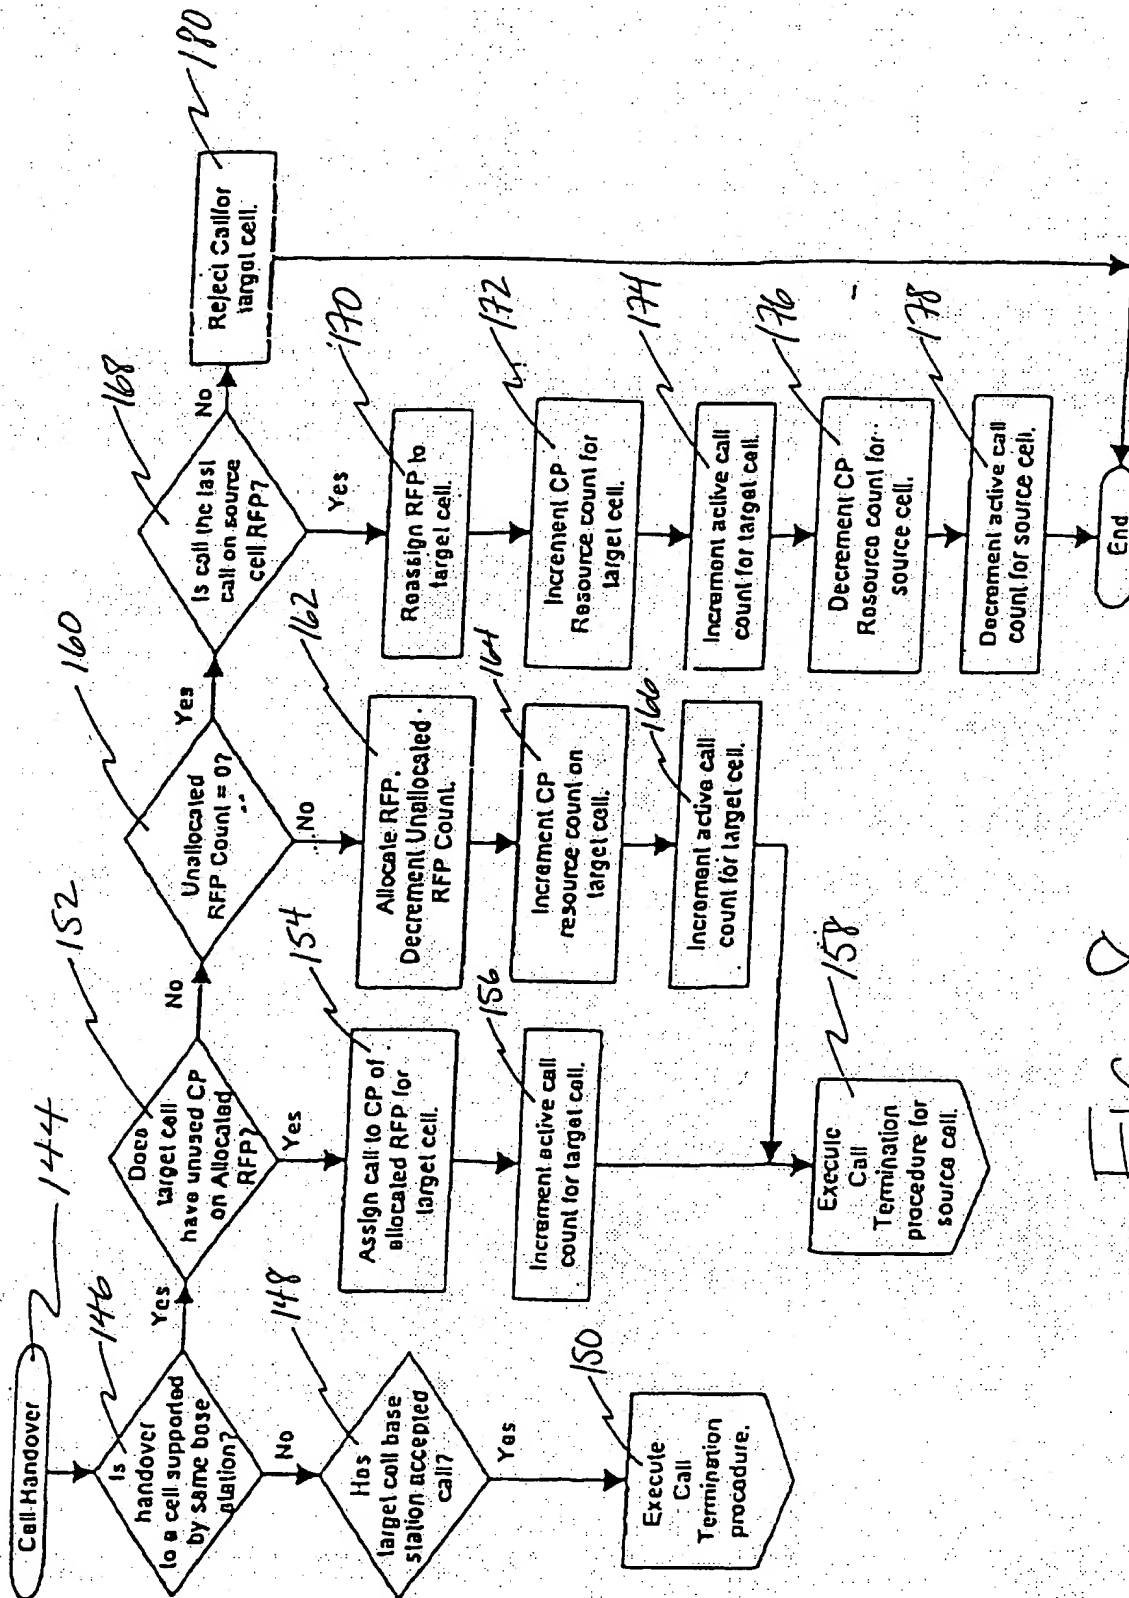 Call Handover
144
Is
handover
to a cell supported
by same base
station?
146
Yes
No
Has
target cell base
station accepted
call?
148
Yes
Execute
Call
Termination
procedure.
150
Does
target call
have unused CP
on Allocated
RFP?
152
No
Yes
Assign call to CP of
allocated RFP for
target cell.
154
Increment active call
count for target cell.
156
Execute
Call
Termination
procedure for
source call.
158
Unallocated
RFP Count = 0?
160
Yes
No
Allocate RFP.
Decrement Unallocated
RFP Count.
162
Increment CP
resource count on
target cell.
164
Increment active call
count for target cell.
166
Is call the last
call on source
cell RFP?
168
No
Yes
Reassign RFP to
target cell.
170
Increment CP
Resource count for
target cell.
172
Increment active call
count for target cell.
174
Decrement CP
Resource count for
source cell.
176
Decrement active call
count for source cell.
178
Reject Call for
target cell.
180
End